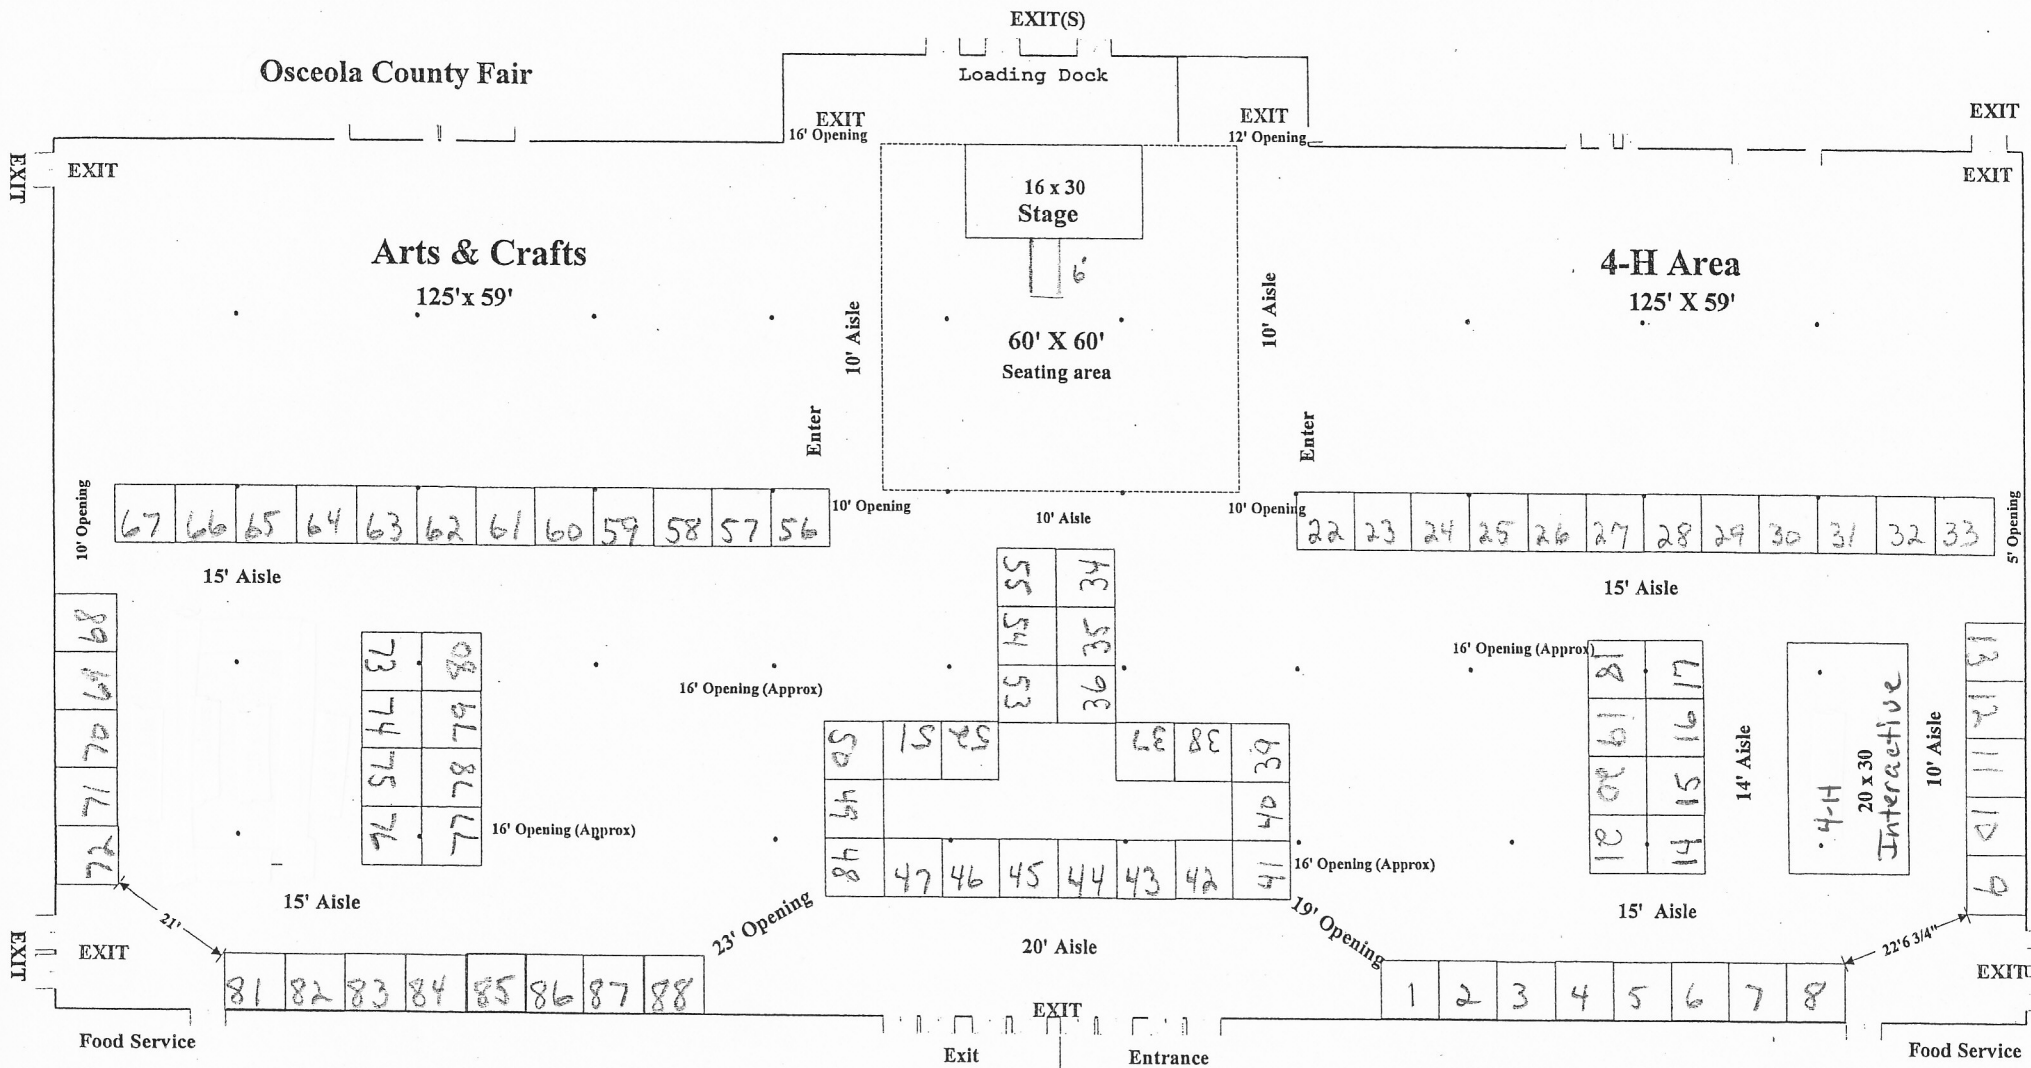 EXIT(S)
Osceola County Fair
Loading Dock
EXIT
EXIT
EXIT
16' Opening
12' Opening
EXIT
EXIT
EXIT
16 x 30
Stage
6'
Arts & Crafts
125'x 59'
4-H Area
125' X 59'
10' Aisle
10' Aisle
60' X 60'
Seating area
Enter
Enter
10' Opening
67 66 65 64 63 62 61 60 59 58 57 56
10' Opening
10' Aisle
10' Opening
22 23 24 25 26 27 28 29 30 31 32 33
5' Opening
15' Aisle
15' Aisle
55 34
54 35
53 36
68
69
70
71
72
73 80
74 79
75 78
76 77
16' Opening (Approx)
16' Opening (Approx)
16' Opening (Approx)
50 51 52 37 38 39
49 40
48 47 46 45 44 43 42 41
16' Opening (Approx)
18 17
19 16
20 15
21 14
14' Aisle
4-H
20 x 30
Interactive
10' Aisle
13
12
11
10
9
15' Aisle
21'
23' Opening
20' Aisle
19' Opening
15' Aisle
22'6 3/4"
EXIT
EXIT
EXIT
81 82 83 84 85 86 87 88
1 2 3 4 5 6 7 8
EXIT
Food Service
Exit
Entrance
Food Service